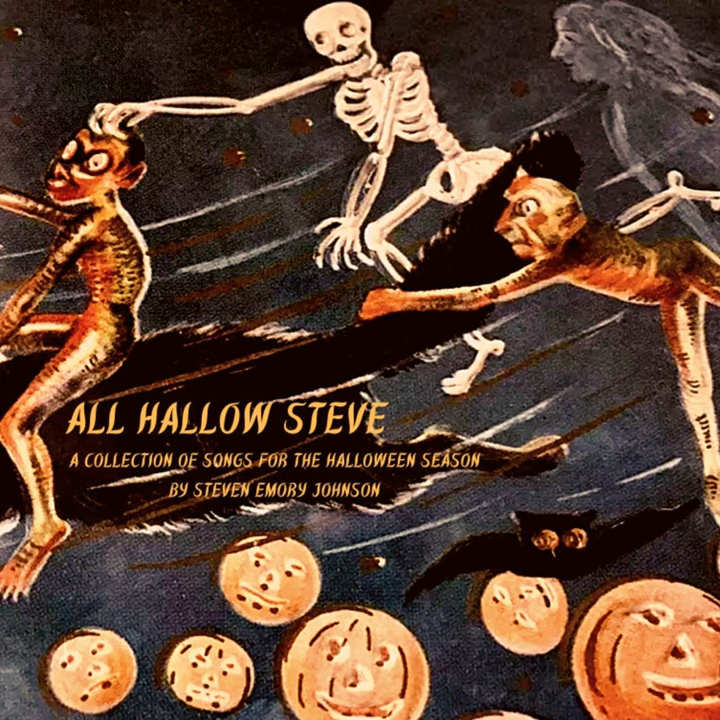 ALL HALLOW STEVE
A COLLECTION OF SONGS FOR THE HALLOWEEN SEASON
BY STEVEN EMORY JOHNSON